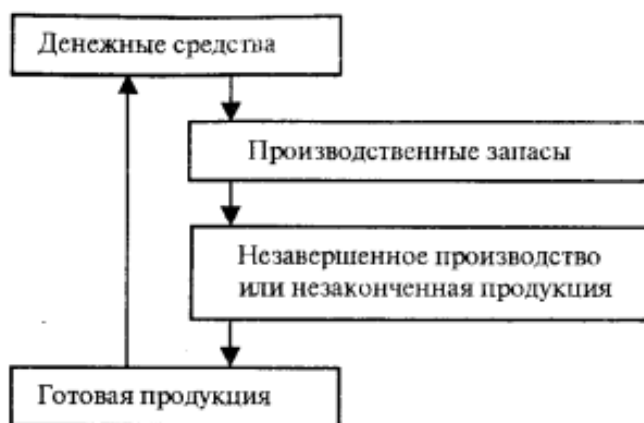 Денежные средства
Производственные запасы
Незавершенное производство
или незаконченная продукция
Готовая продукция